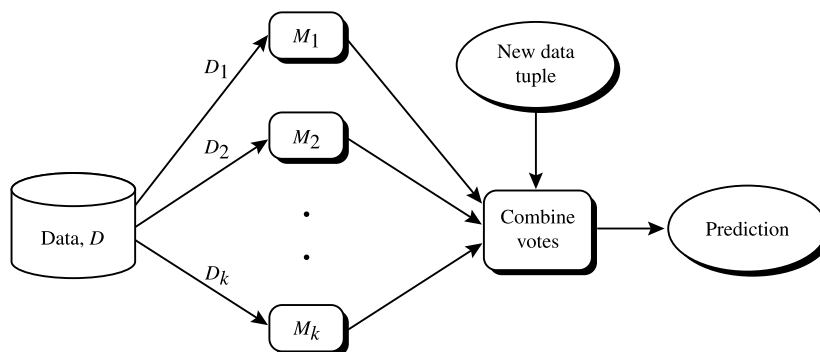 M1
New data
tuple
D1
D2
M2
Data, D
Combine
votes
Prediction
Dk
Mk